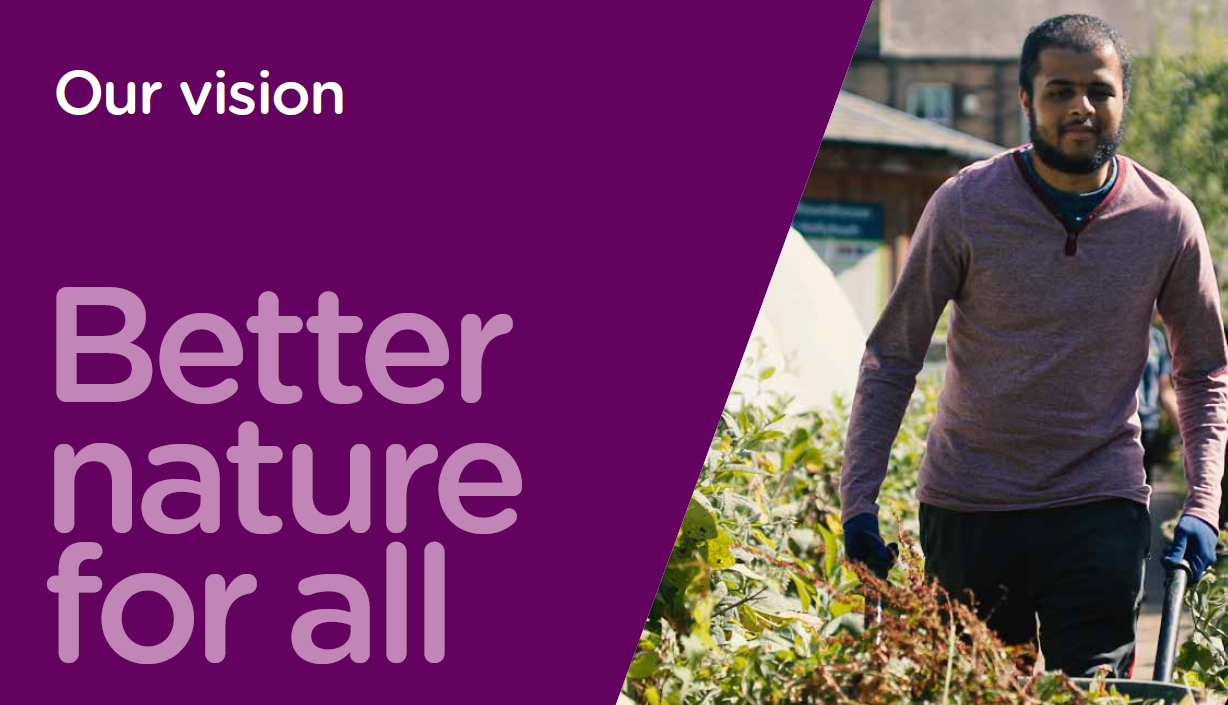 Our vision
Better
nature
for all